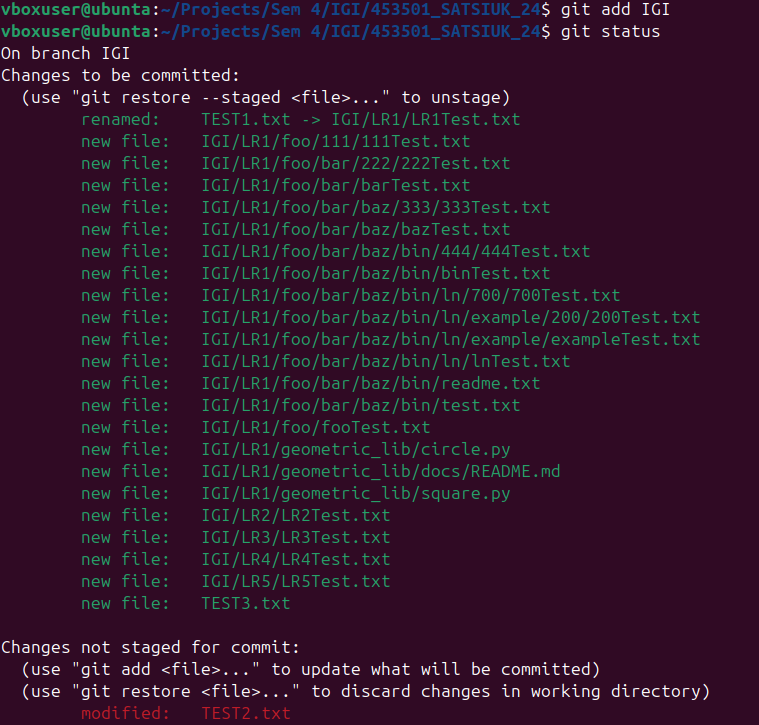 vboxuser@ubunta:~/Projects/Sem 4/IGI/453501_SATSIUK_24$ git add IGI
vboxuser@ubunta:~/Projects/Sem 4/IGI/453501_SATSIUK_24$ git status
On branch IGI
Changes to be committed:
  (use "git restore --staged <file>..." to unstage)
        renamed:    TEST1.txt -> IGI/LR1/LR1Test.txt
        new file:   IGI/LR1/foo/111/111Test.txt
        new file:   IGI/LR1/foo/bar/222/222Test.txt
        new file:   IGI/LR1/foo/bar/barTest.txt
        new file:   IGI/LR1/foo/bar/baz/333/333Test.txt
        new file:   IGI/LR1/foo/bar/baz/bazTest.txt
        new file:   IGI/LR1/foo/bar/baz/bin/444/444Test.txt
        new file:   IGI/LR1/foo/bar/baz/bin/binTest.txt
        new file:   IGI/LR1/foo/bar/baz/bin/ln/700/700Test.txt
        new file:   IGI/LR1/foo/bar/baz/bin/ln/example/200/200Test.txt
        new file:   IGI/LR1/foo/bar/baz/bin/ln/example/exampleTest.txt
        new file:   IGI/LR1/foo/bar/baz/bin/ln/lnTest.txt
        new file:   IGI/LR1/foo/bar/baz/bin/readme.txt
        new file:   IGI/LR1/foo/bar/baz/bin/test.txt
        new file:   IGI/LR1/foo/fooTest.txt
        new file:   IGI/LR1/geometric_lib/circle.py
        new file:   IGI/LR1/geometric_lib/docs/README.md
        new file:   IGI/LR1/geometric_lib/square.py
        new file:   IGI/LR2/LR2Test.txt
        new file:   IGI/LR3/LR3Test.txt
        new file:   IGI/LR4/LR4Test.txt
        new file:   IGI/LR5/LR5Test.txt
        new file:   TEST3.txt
Changes not staged for commit:
  (use "git add <file>..." to update what will be committed)
  (use "git restore <file>..." to discard changes in working directory)
        modified:   TEST2.txt